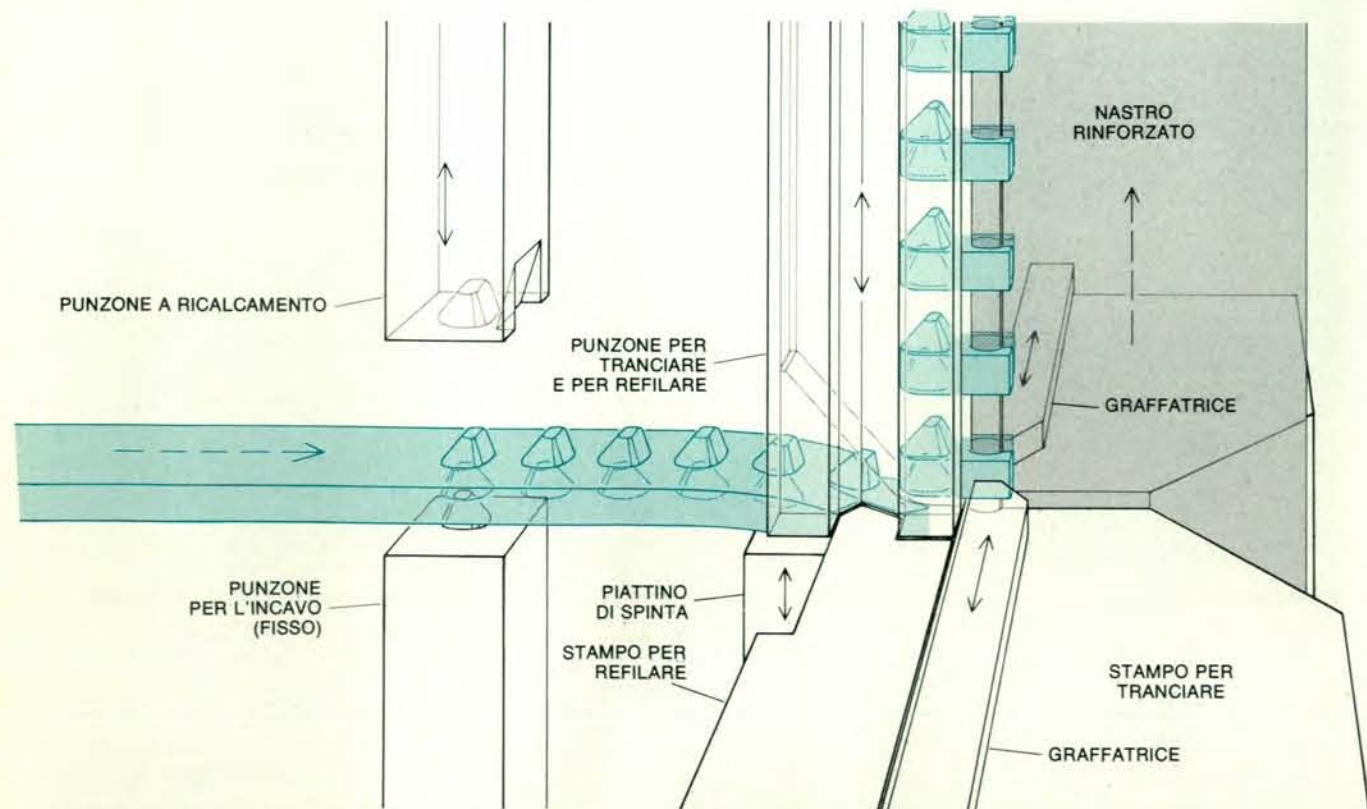 NASTRO
RINFORZATO
PUNZONE A RICALCAMENTO
PUNZONE PER
TRANCIARE
E PER REFILARE
GRAFFATRICE
PUNZONE
PER L'INCAVO
(FISSO)
PIATTINO
DI SPINTA
STAMPO PER
REFILARE
STAMPO PER
TRANCIARE
GRAFFATRICE